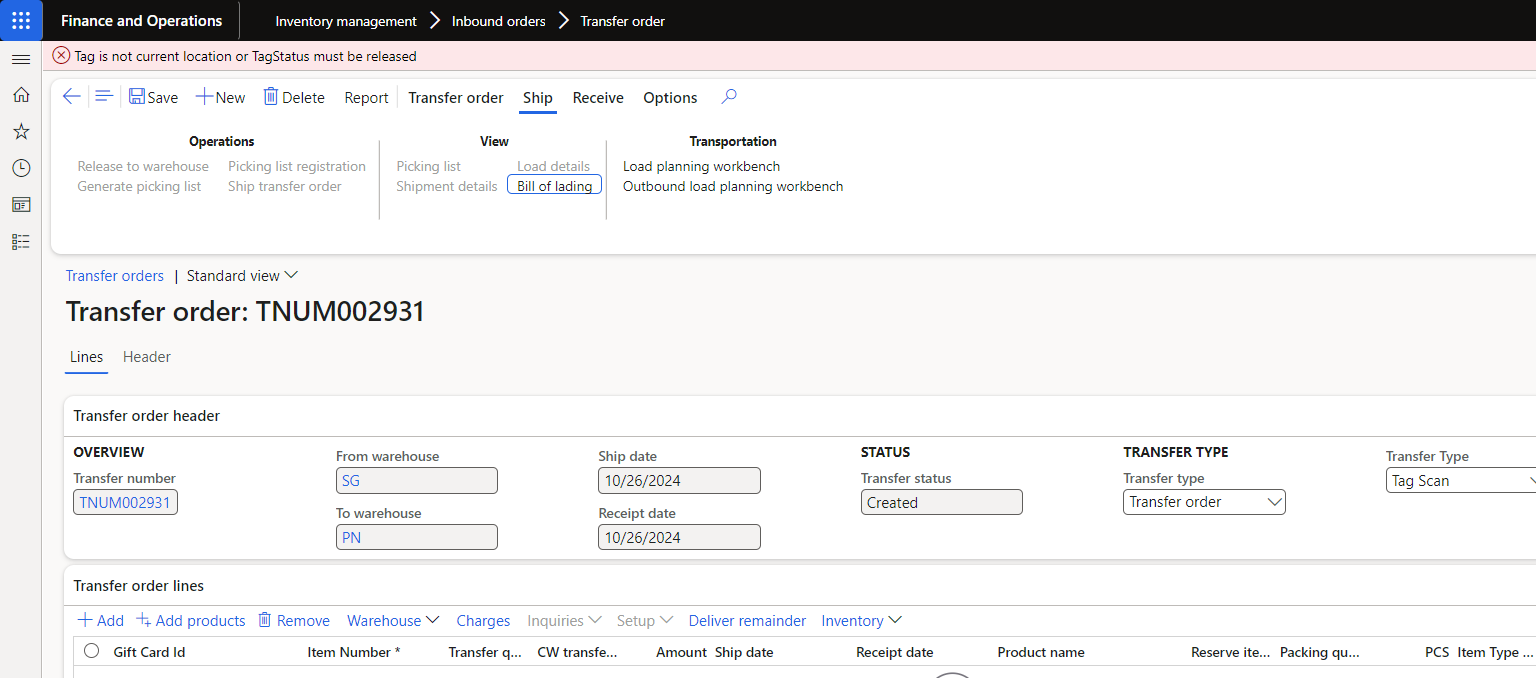 Finance and Operations Inventory management Inbound orders Transfer order
Tag is not current location or TagStatus must be released
Save New Delete Report Transfer order Ship Receive Options
Operations View Transportation
Release to warehouse Picking list registration Picking list Load details Load planning workbench
Generate picking list Ship transfer order Shipment details Bill of lading Outbound load planning workbench
Transfer orders | Standard view
Transfer order: TNUM002931
Lines Header
Transfer order header
OVERVIEW
Transfer number
TNUM002931
From warehouse
SG
To warehouse
PN
Ship date
10/26/2024
Receipt date
10/26/2024
STATUS
Transfer status
Created
TRANSFER TYPE
Transfer type
Transfer order
Transfer Type
Tag Scan
Transfer order lines
Add Add products Remove Warehouse Charges Inquiries Setup Deliver remainder Inventory
Gift Card Id Item Number * Transfer q... CW transfe... Amount Ship date Receipt date Product name Reserve ite... Packing qu... PCS Item Type ...